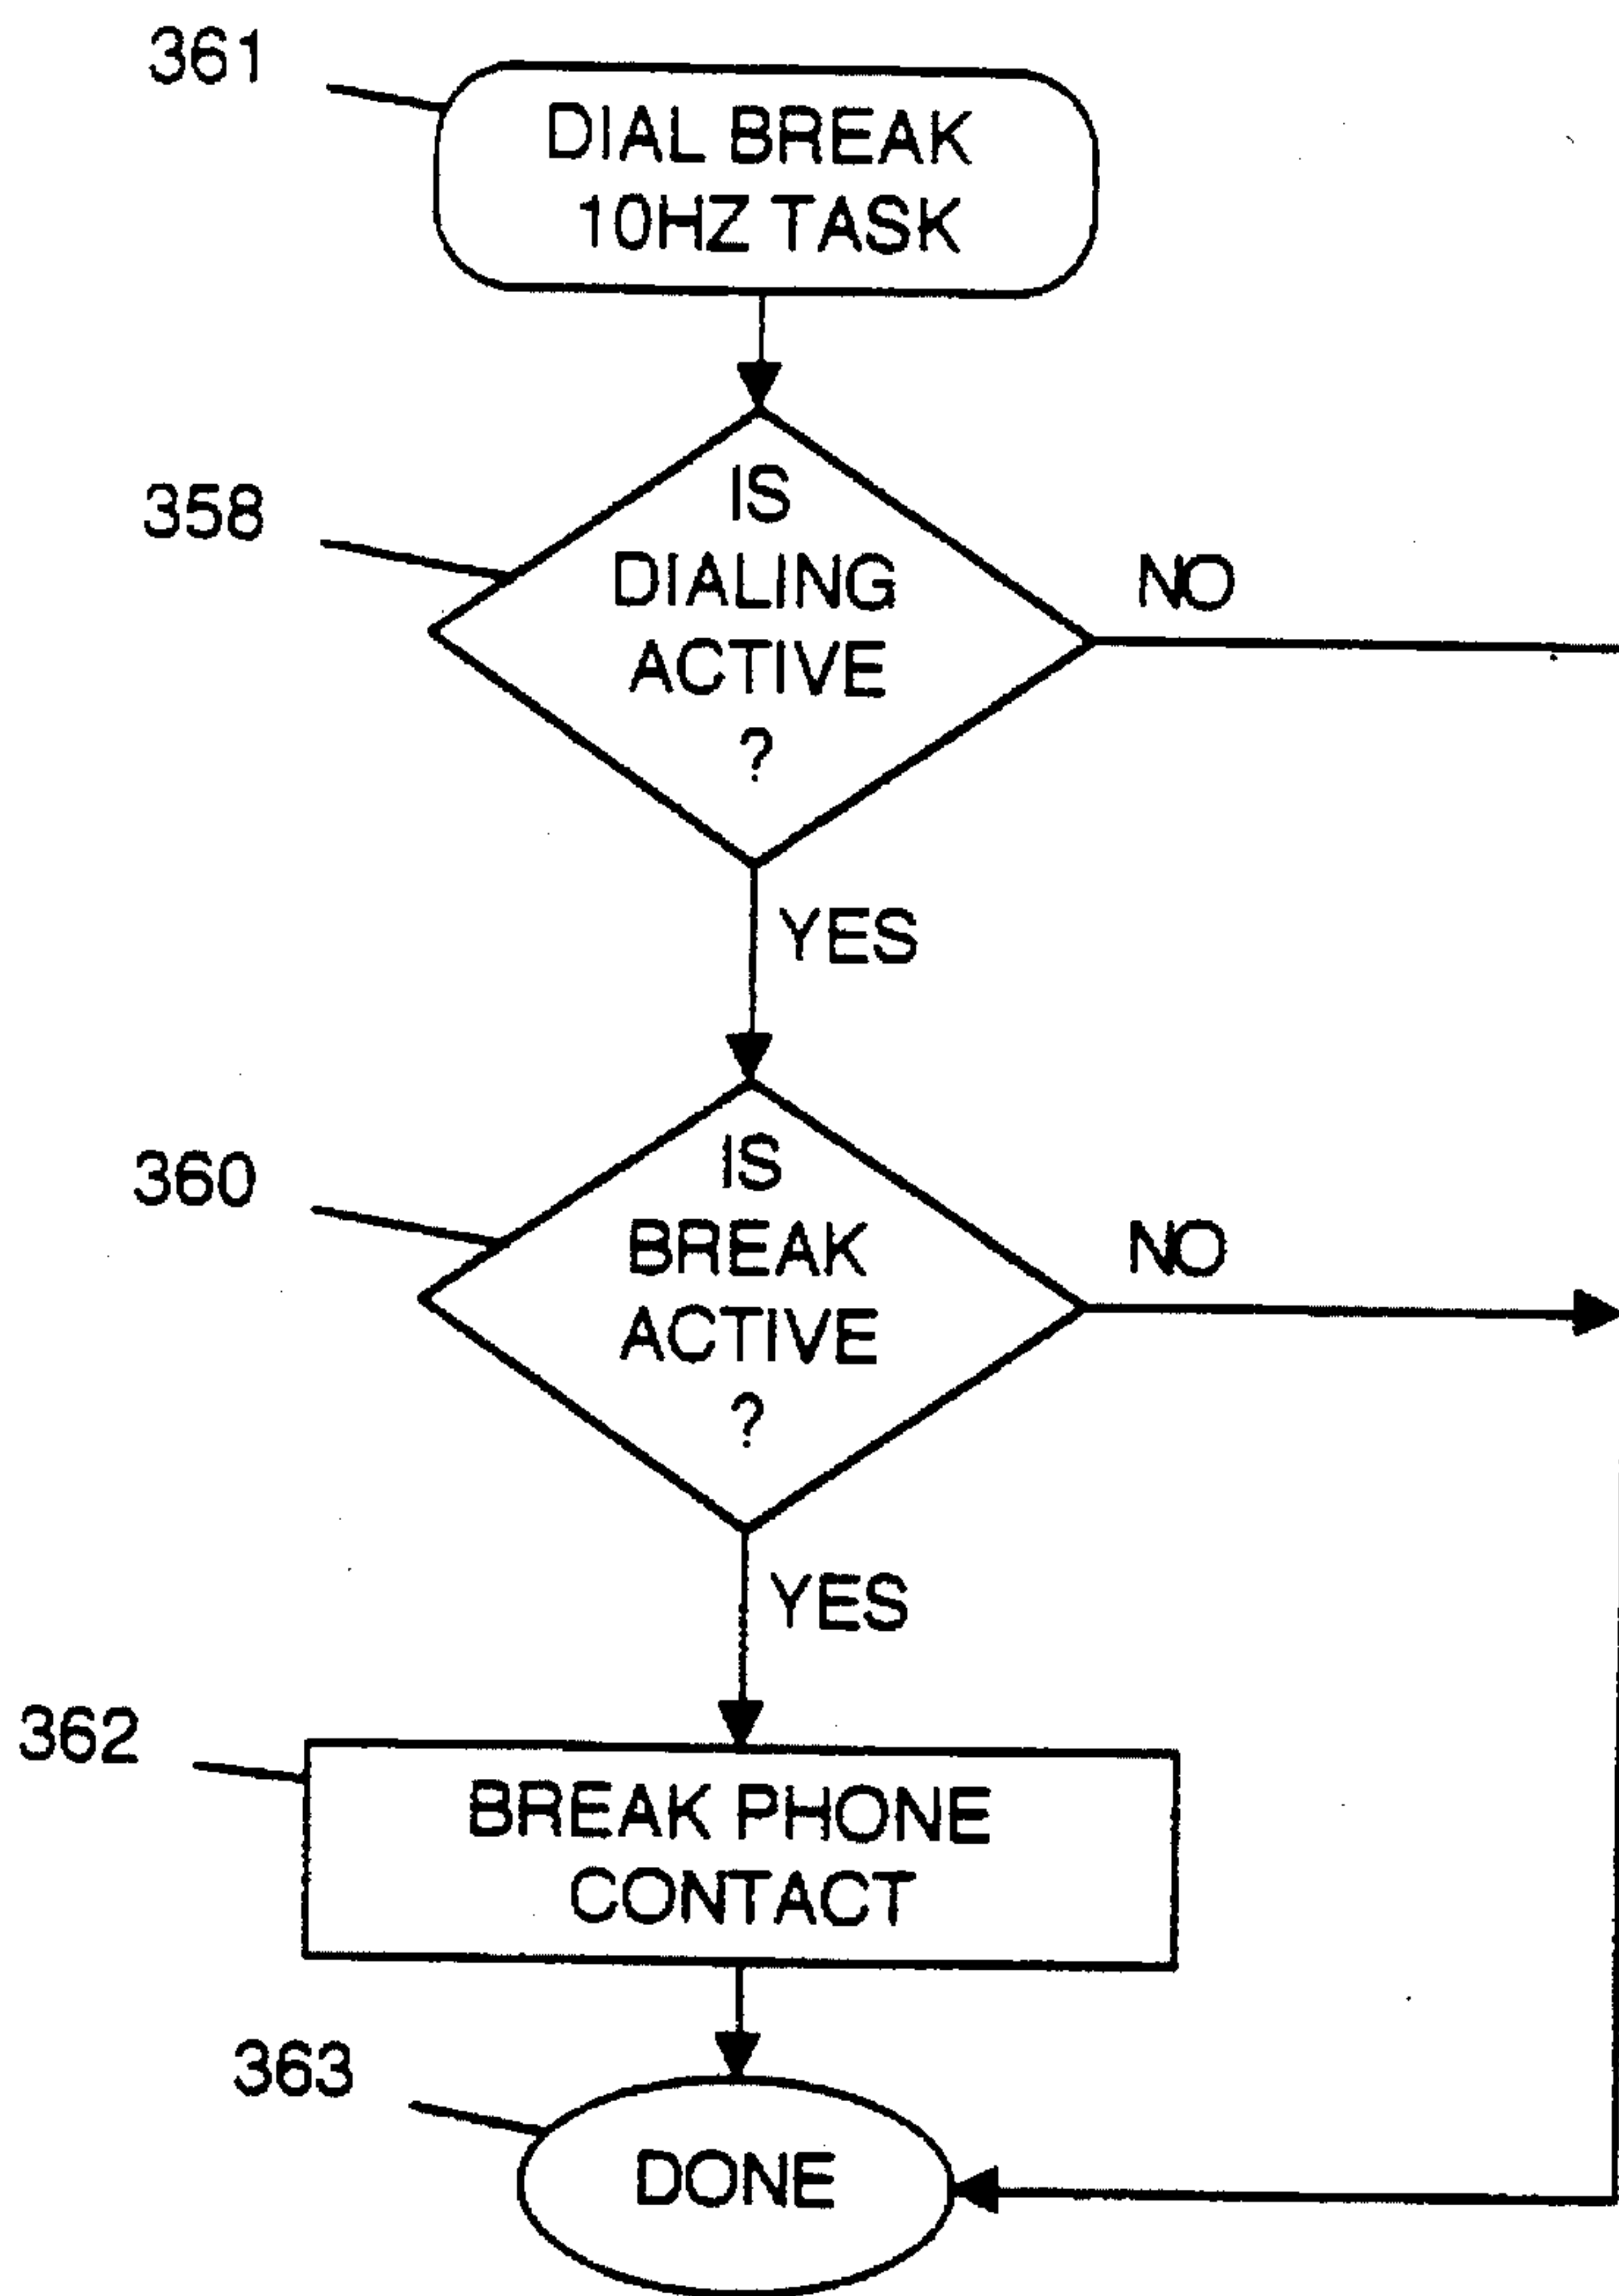 361
DIAL BREAK
10HZ TASK
358
IS
DIALING
ACTIVE
?
NO
YES
360
IS
BREAK
ACTIVE
?
NO
YES
362
BREAK PHONE
CONTACT
363
DONE